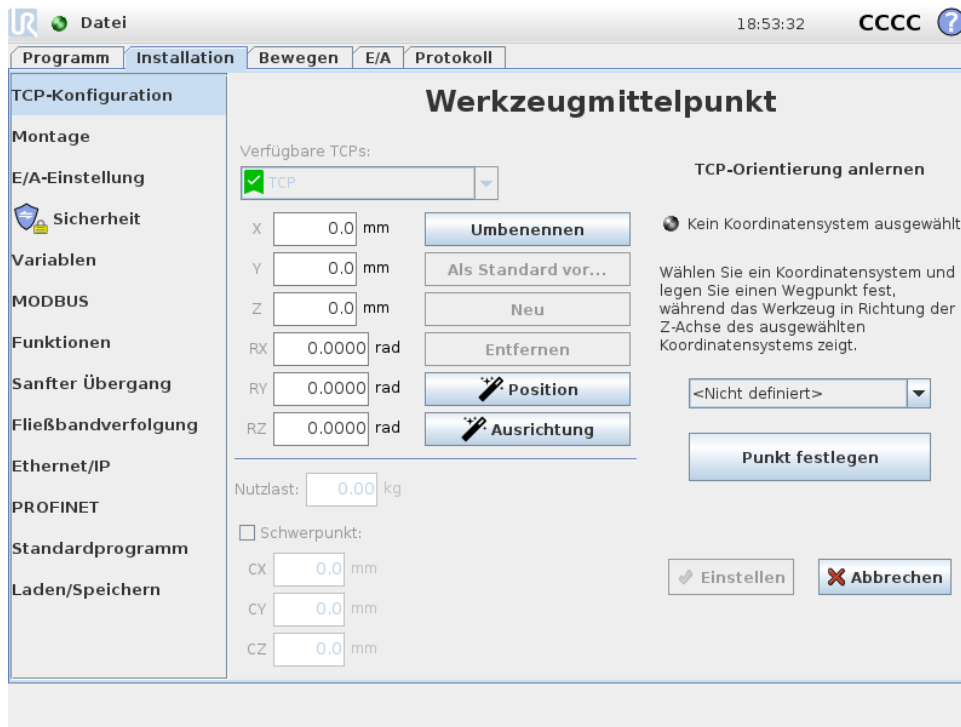 UR Datei 18:53:32 CCCC ?
Programm Installation Bewegen E/A Protokoll
TCP-Konfiguration
Montage
E/A-Einstellung
Sicherheit
Variablen
MODBUS
Funktionen
Sanfter Übergang
Fließbandverfolgung
Ethernet/IP
PROFINET
Standardprogramm
Laden/Speichern
Werkzeugmittelpunkt
Verfügbare TCPs:
TCP
X 0.0 mm Umbenennen
Y 0.0 mm Als Standard vor...
Z 0.0 mm Neu
RX 0.0000 rad Entfernen
RY 0.0000 rad Position
RZ 0.0000 rad Ausrichtung
Nutzlast: 0.00 kg
Schwerpunkt:
CX 0.0 mm
CY 0.0 mm
CZ 0.0 mm
TCP-Orientierung anlernen
Kein Koordinatensystem ausgewählt
Wählen Sie ein Koordinatensystem und
legen Sie einen Wegpunkt fest,
während das Werkzeug in Richtung der
Z-Achse des ausgewählten
Koordinatensystems zeigt.
<Nicht definiert>
Punkt festlegen
Einstellen Abbrechen